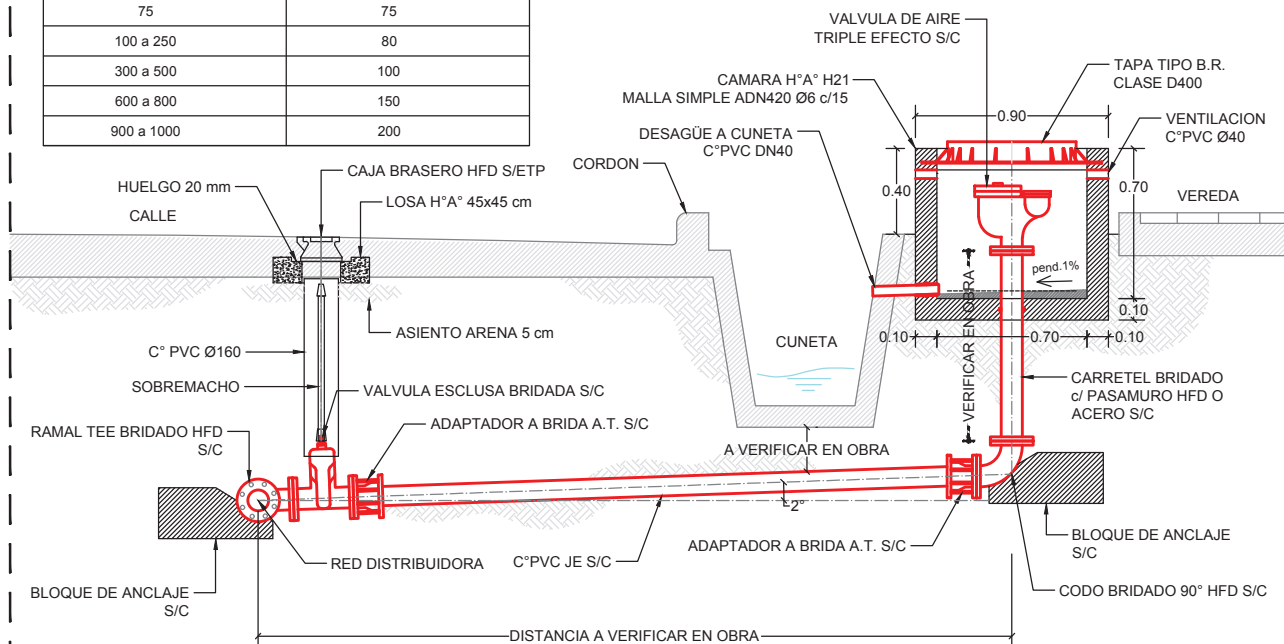 75 75
100 a 250 80
300 a 500 100
600 a 800 150
900 a 1000 200
VALVULA DE AIRE
TRIPLE EFECTO S/C
TAPA TIPO B.R.
CLASE D400
CAMARA H°A° H21
MALLA SIMPLE ADN420 Ø6 c/15
0.90
VENTILACION
C°PVC Ø40
DESAGÜE A CUNETA
C°PVC DN40
CORDON
CAJA BRASERO HFD S/ETP
HUELGO 20 mm
LOSA H°A° 45x45 cm
CALLE
0.40
0.70
VEREDA
pend.1%
0.10
ASIENTO ARENA 5 cm
CUNETA
0.10
0.70
0.10
VERIFICAR EN OBRA
C° PVC Ø160
SOBREMACHO
VALVULA ESCLUSA BRIDADA S/C
CARRETEL BRIDADO
c/ PASAMURO HFD O
ACERO S/C
RAMAL TEE BRIDADO HFD
S/C
ADAPTADOR A BRIDA A.T. S/C
A VERIFICAR EN OBRA
2°
BLOQUE DE ANCLAJE
S/C
RED DISTRIBUIDORA
C°PVC JE S/C
ADAPTADOR A BRIDA A.T. S/C
BLOQUE DE ANCLAJE
S/C
CODO BRIDADO 90° HFD S/C
DISTANCIA A VERIFICAR EN OBRA